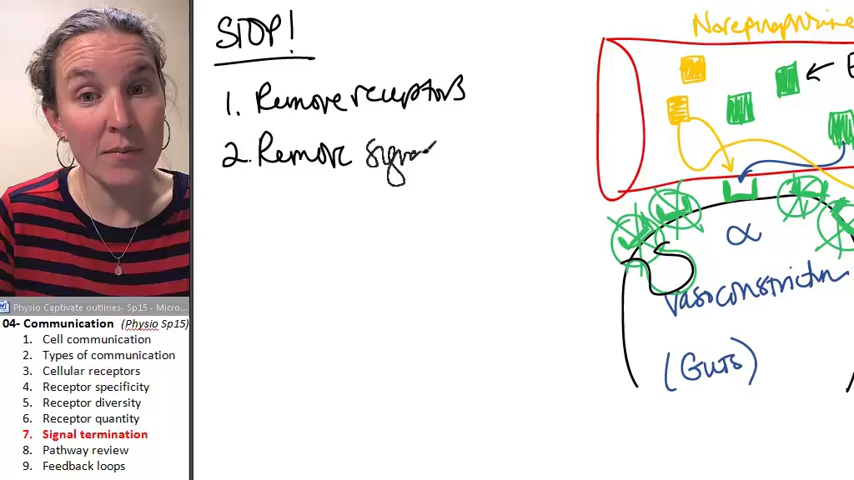 STOP!
1. Remove receptors
2. Remove signa
Norepinephrine
E
α
Vasoconstriction
(Guts)
Physio Captivate outlines- Sp15 - Micro...
04- Communication (Physio Sp15)
1. Cell communication
2. Types of communication
3. Cellular receptors
4. Receptor specificity
5. Receptor diversity
6. Receptor quantity
7. Signal termination
8. Pathway review
9. Feedback loops